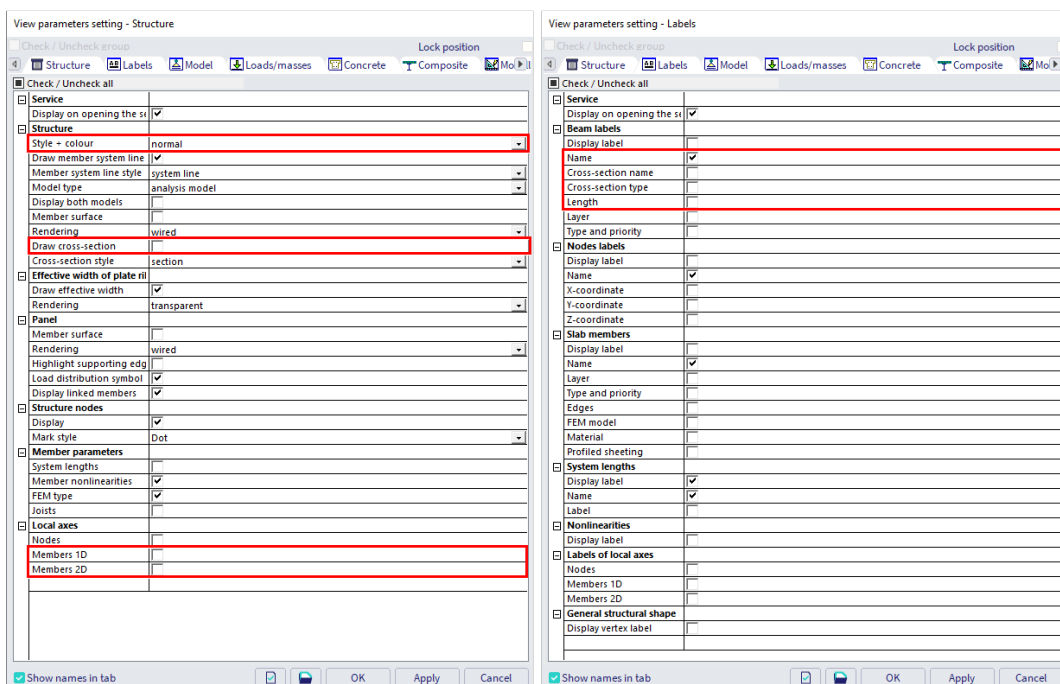 View parameters setting - Structure
Check / Uncheck group
Lock position
Structure Labels Model Loads/masses Concrete Composite
Check / Uncheck all
Service
Display on opening the se
Structure
Style + colour normal
Draw member system line
Member system line style system line
Model type analysis model
Display both models
Member surface
Rendering wired
Draw cross-section
Cross-section style section
Effective width of plate ril
Draw effective width
Rendering transparent
Panel
Member surface
Rendering wired
Highlight supporting edg
Load distribution symbol
Display linked members
Structure nodes
Display
Mark style Dot
Member parameters
System lengths
Member nonlinearities
FEM type
Joists
Local axes
Nodes
Members 1D
Members 2D
Show names in tab OK Apply Cancel
View parameters setting - Labels
Check / Uncheck group
Lock position
Structure Labels Model Loads/masses Concrete Composite
Check / Uncheck all
Service
Display on opening the se
Beam labels
Display label
Name
Cross-section name
Cross-section type
Length
Layer
Type and priority
Nodes labels
Display label
Name
X-coordinate
Y-coordinate
Z-coordinate
Slab members
Display label
Name
Layer
Type and priority
Edges
FEM model
Material
Profiled sheeting
System lengths
Display label
Name
Label
Nonlinearities
Display label
Labels of local axes
Nodes
Members 1D
Members 2D
General structural shape
Display vertex label
Show names in tab OK Apply Cancel